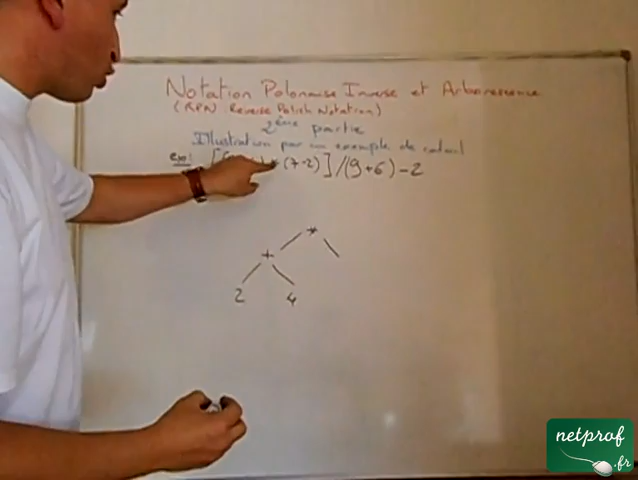 Notation Polonaise Inverse et Arborescence
(RPN Reverse Polish Notation)
2ème partie
Illustration par un exemple de calcul
exo: [ * (7-2)] /(9+6) -2
*
+
2 4
netprof
.fr